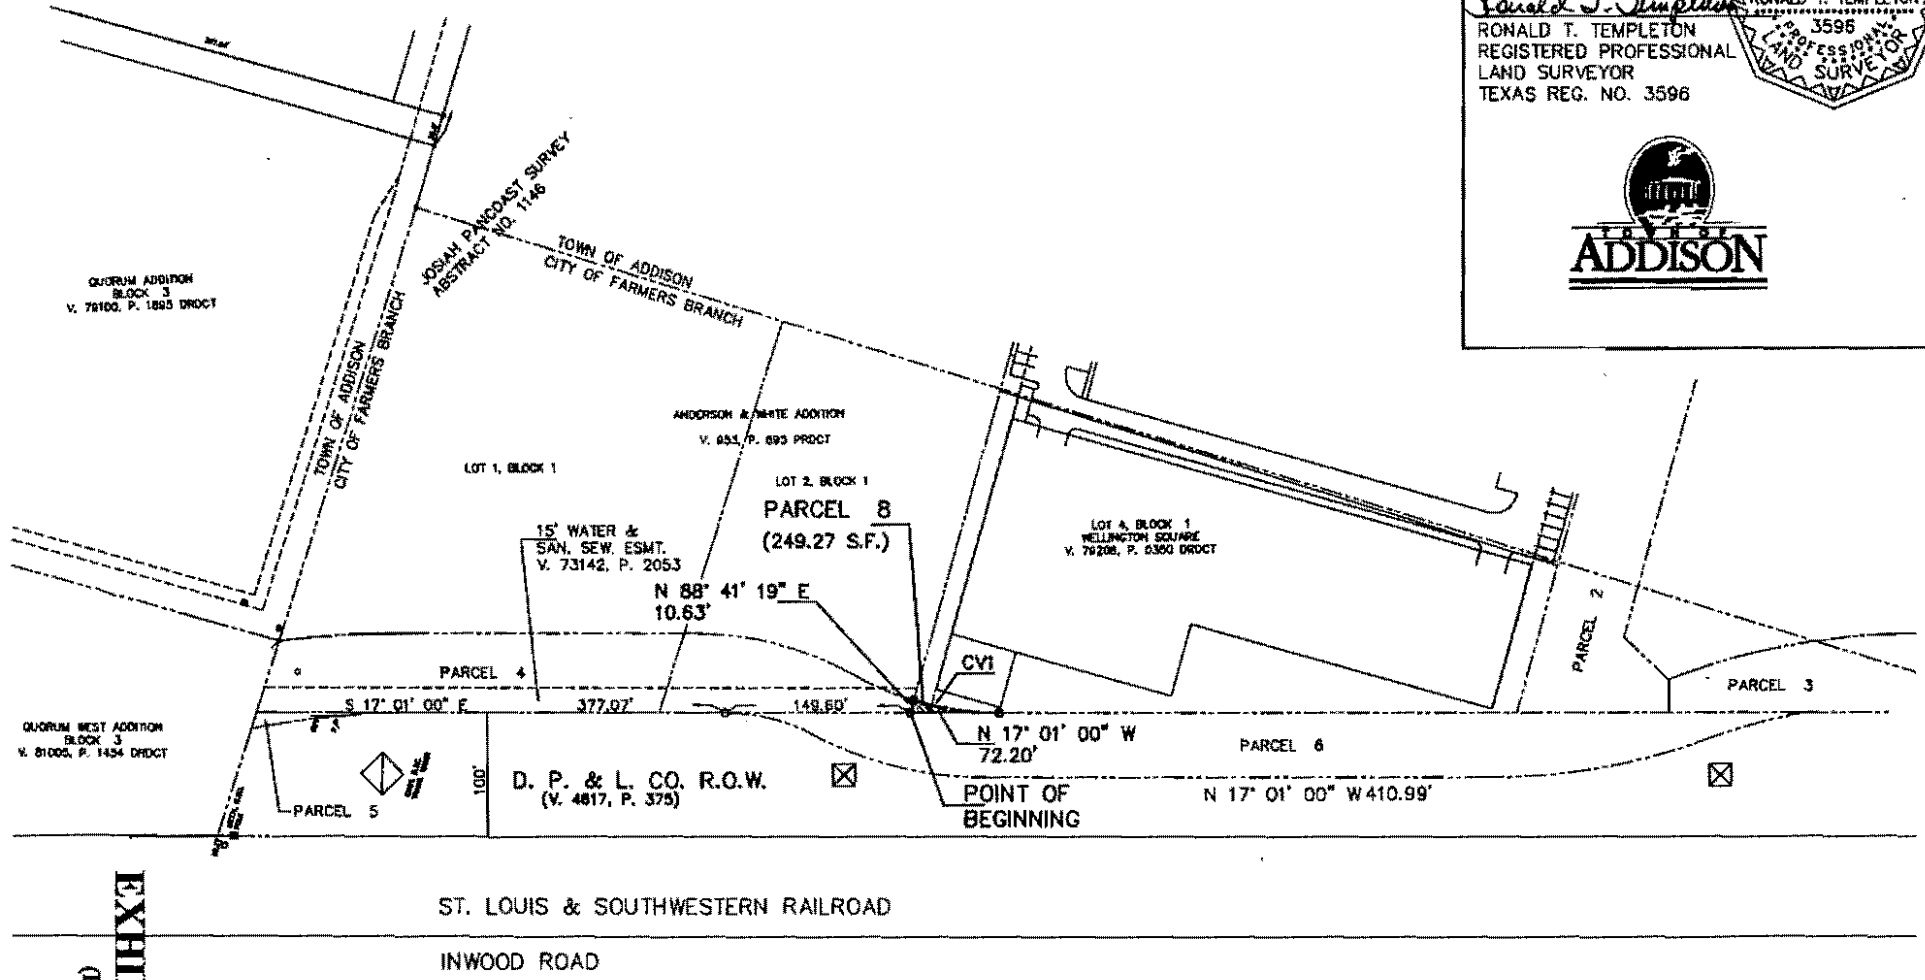 RONALD T. TEMPLETON
3596
PROFESSIONAL
LAND SURVEYOR
RONALD T. TEMPLETON
REGISTERED PROFESSIONAL
LAND SURVEYOR
TEXAS REG. NO. 3596
TOWN OF
ADDISON
JOSIAH PANCOAST SURVEY
ABSTRACT NO. 1146
TOWN OF ADDISON
CITY OF FARMERS BRANCH
QUORUM ADDITION
BLOCK 3
V. 79100, P. 1895 DRDCT
TOWN OF ADDISON
CITY OF FARMERS BRANCH
ANDERSON & WHITE ADDITION
V. 953, P. 693 PRDCT
LOT 1, BLOCK 1
LOT 2, BLOCK 1
PARCEL 8
(249.27 S.F.)
15' WATER &
SAN. SEW. ESMT.
V. 73142, P. 2053
LOT 4, BLOCK 1
WELLINGTON SQUARE
V. 79208, P. 0360 DRDCT
N 88° 41' 19" E
10.63'
PARCEL 2
CV1
PARCEL 4
PARCEL 3
S 17° 01' 00" E
377.07'
149.60'
QUORUM WEST ADDITION
BLOCK 3
V. 81005, P. 1454 DRDCT
N 17° 01' 00" W
72.20'
PARCEL 6
100'
D. P. & L. CO. R.O.W.
(V. 4817, P. 375)
POINT OF
BEGINNING
N 17° 01' 00" W 410.99'
PARCEL 5
ST. LOUIS & SOUTHWESTERN RAILROAD
INWOOD ROAD